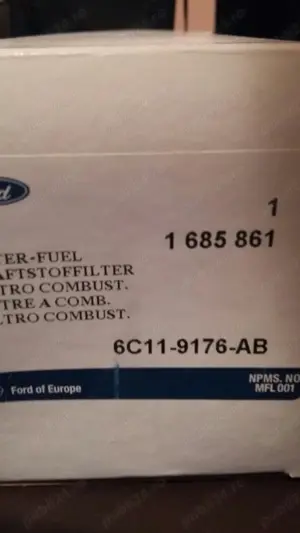 1
1 685 861
TER-FUEL
AFTSTOFFILTER
TRO COMBUST.
TRE A COMB.
LTRO COMBUST.
6C11-9176-AB
Ford of Europe
NPMS. NO
MFL 001